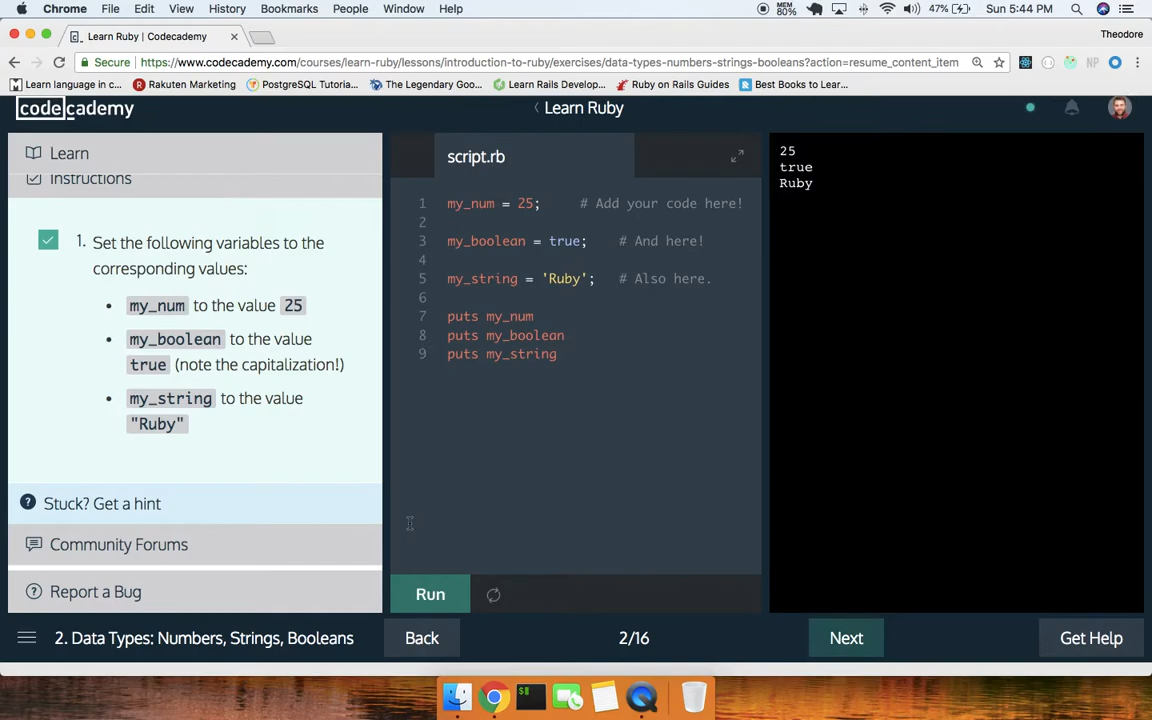 Chrome File Edit View History Bookmarks People Window Help MEM 80% 47% Sun 5:44 PM
Learn Ruby | Codecademy Theodore
Secure https://www.codecademy.com/courses/learn-ruby/lessons/introduction-to-ruby/exercises/data-types-numbers-strings-booleans?action=resume_content_item
Learn language in c... Rakuten Marketing PostgreSQL Tutoria... The Legendary Goo... Learn Rails Develop... Ruby on Rails Guides Best Books to Lear...
codecademy Learn Ruby
Learn
Instructions
1. Set the following variables to the
corresponding values:
• my_num to the value 25
• my_boolean to the value
true (note the capitalization!)
• my_string to the value
"Ruby"
Stuck? Get a hint
Community Forums
Report a Bug
script.rb
1 my_num = 25; # Add your code here!
2
3 my_boolean = true; # And here!
4
5 my_string = 'Ruby'; # Also here.
6
7 puts my_num
8 puts my_boolean
9 puts my_string
Run
25
true
Ruby
2. Data Types: Numbers, Strings, Booleans Back 2/16 Next Get Help